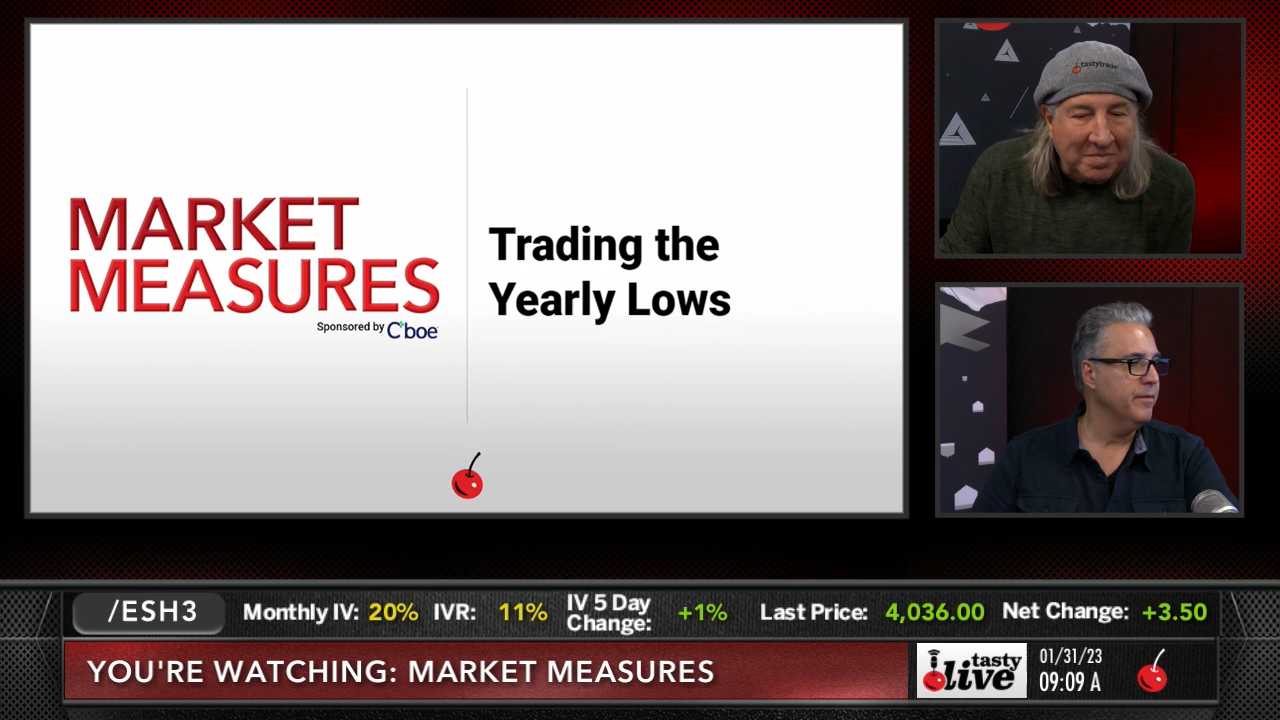 MARKET
MEASURES
Sponsored by Cboe
Trading the
Yearly Lows
tastytrade
/ESH3 Monthly IV: 20% IVR: 11% IV 5 Day Change: +1% Last Price: 4,036.00 Net Change: +3.50
YOU'RE WATCHING: MARKET MEASURES
tasty
live
01/31/23
09:09 A